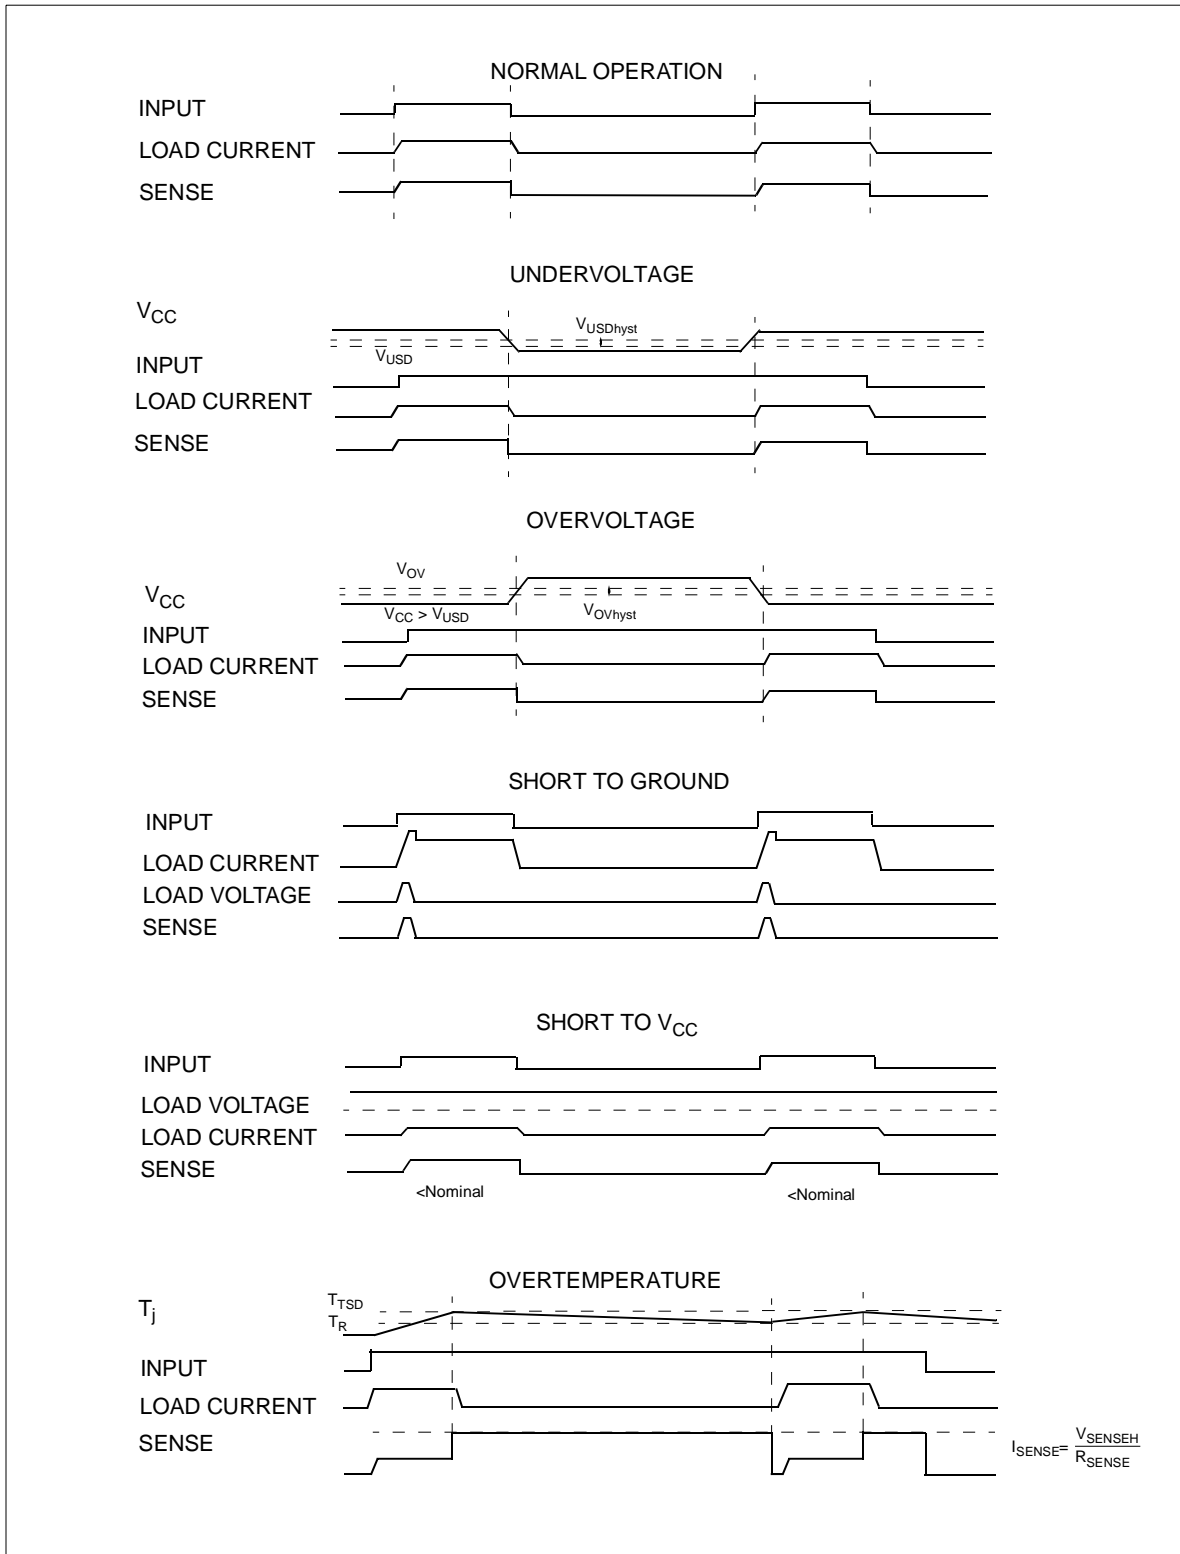 NORMAL OPERATION
INPUT
LOAD CURRENT
SENSE
UNDERVOLTAGE
VCC
VUSDhyst
VUSD
INPUT
LOAD CURRENT
SENSE
OVERVOLTAGE
VOV
VCC
VCC > VUSD
VOVhyst
INPUT
LOAD CURRENT
SENSE
SHORT TO GROUND
INPUT
LOAD CURRENT
LOAD VOLTAGE
SENSE
SHORT TO VCC
INPUT
LOAD VOLTAGE
LOAD CURRENT
SENSE
<Nominal
<Nominal
OVERTEMPERATURE
Tj
TTSD
TR
INPUT
LOAD CURRENT
SENSE
ISENSE= VSENSEH
RSENSE